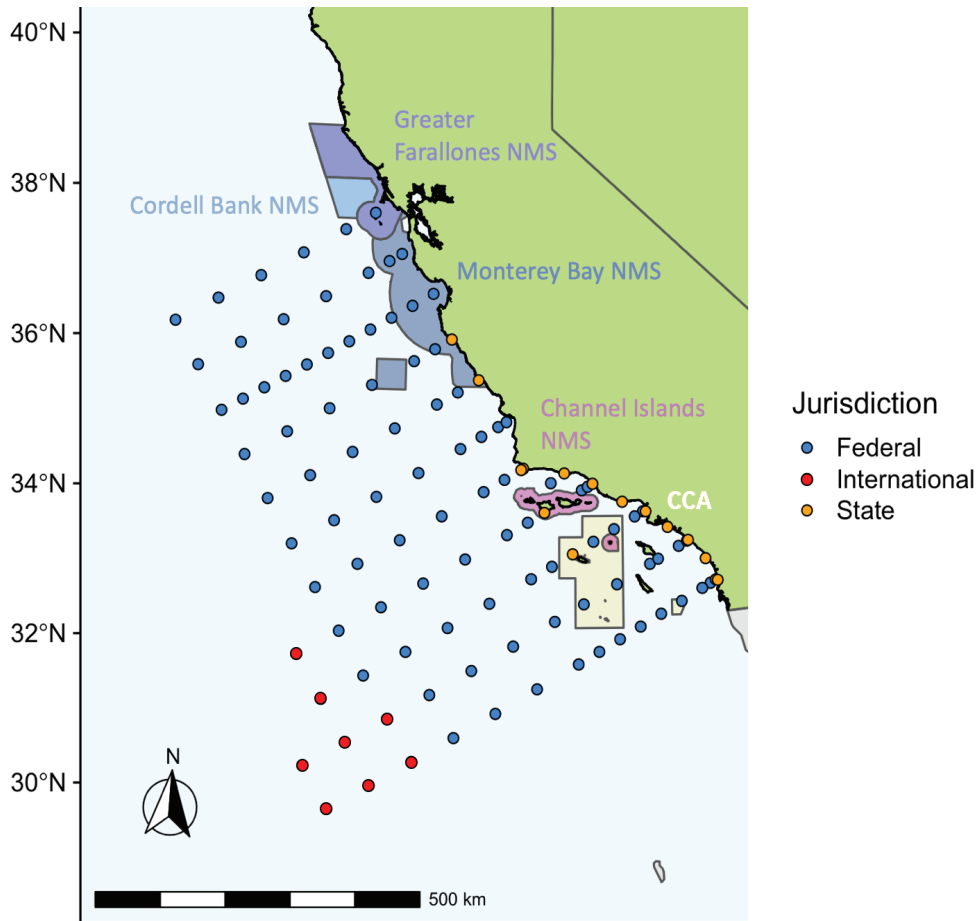 40°N
38°N
36°N
34°N
32°N
30°N
Greater
Farallones NMS
Cordell Bank NMS
Monterey Bay NMS
Channel Islands
NMS
CCA
N
500 km
Jurisdiction
Federal
International
State